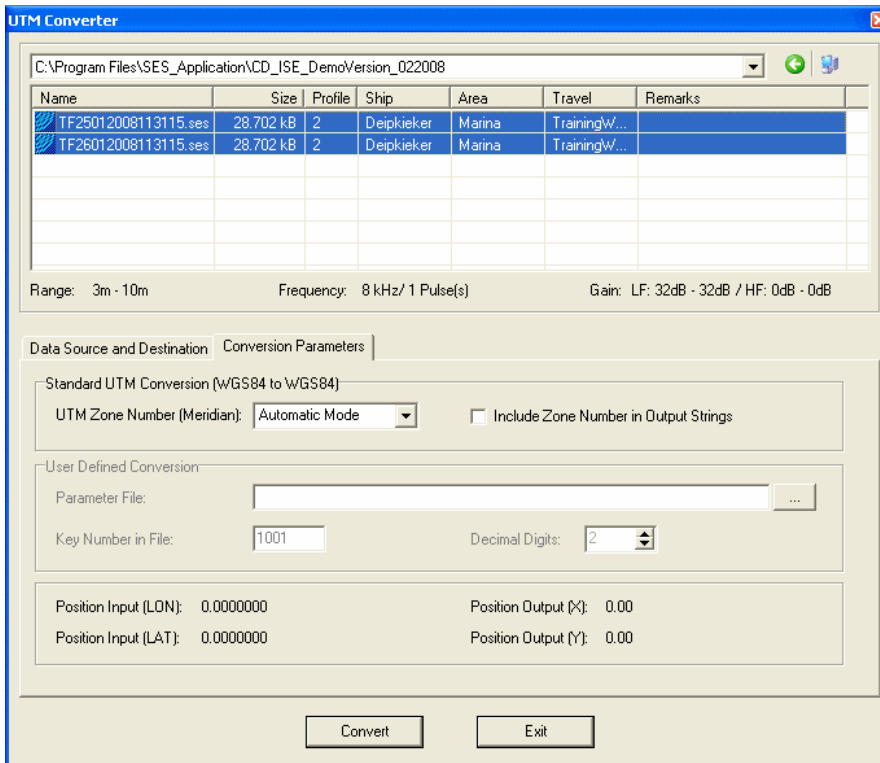 UTM Converter
C:\Program Files\SES_Application\CD_ISE_DemoVersion_022008
Name Size Profile Ship Area Travel Remarks
TF25012008113115.ses 28.702 kB 2 Deipkieker Marina TrainingW...
TF26012008113115.ses 28.702 kB 2 Deipkieker Marina TrainingW...
Range: 3m - 10m Frequency: 8 kHz/ 1 Pulse(s) Gain: LF: 32dB - 32dB / HF: 0dB - 0dB
Data Source and Destination Conversion Parameters
Standard UTM Conversion (WGS84 to WGS84)
UTM Zone Number (Meridian): Automatic Mode Include Zone Number in Output Strings
User Defined Conversion
Parameter File: ...
Key Number in File: 1001 Decimal Digits: 2
Position Input (LON): 0.0000000 Position Output (X): 0.00
Position Input (LAT): 0.0000000 Position Output (Y): 0.00
Convert Exit